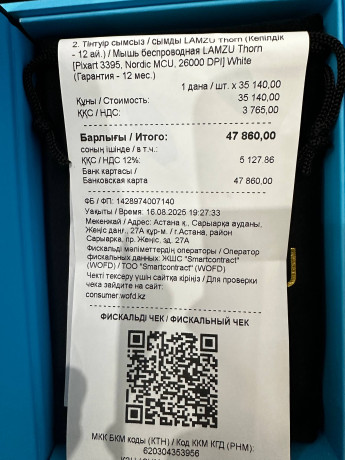 2. Тінтуір сымсыз / сымды LAMZU Thorn (Кепілдік
- 12 ай.) / Мышь беспроводная LAMZU Thorn
[Pixart 3395, Nordic MCU, 26000 DPI] White
(Гарантия - 12 мес.)
1 дана / шт. x 35 140,00
Құны / Стоимость: 35 140,00
ҚҚС / НДС: 3 765,00
Барлығы / Итого: 47 860,00
соның ішінде / в т.ч.:
ҚҚС / НДС 12%: 5 127.86
Банк картасы /
Банковская карта 47 860,00
ФБ / ФП: 1428974007140
Уақыты / Время: 16.08.2025 19:27:33
Мекенжай / Адрес: Астана қ., Сарыарқа ауданы,
Жеңіс даңғ., 27А құр-м. / г.Астана, район
Сарыарка, пр. Женис, зд. 27А
Фискальді мәліметтердің операторы / Оператор
фискальных данных: ЖШС "Smartcontract"
(WOFD) / ТОО "Smartcontract" (WOFD)
Чекті тексеру үшін сайтқа кіріңіз / Для проверки
чека зайдите на сайт:
consumer.wofd.kz
ФИСКАЛЬДІ ЧЕК / ФИСКАЛЬНЫЙ ЧЕК
МКК БКМ коды (КТН) / Код ККМ КГД (РНМ):
620304353956